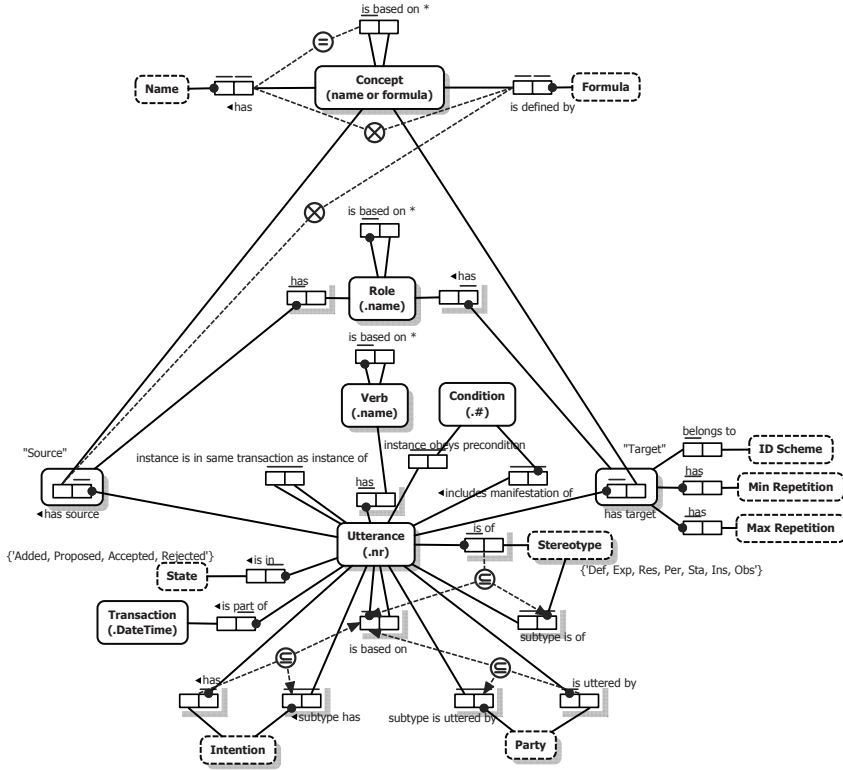 is based on *
Name
Concept
(name or formula)
Formula
◄has
is defined by
is based on *
has
Role
(.name)
◄has
is based on *
Verb
(.name)
Condition
(.#)
"Source"
instance is in same transaction as instance of
instance obeys precondition
"Target"
belongs to
ID Scheme
has
Min Repetition
has
◄includes manifestation of
◄has source
has target
has
Max Repetition
Utterance
(.nr)
is of
Stereotype
{'Added, Proposed, Accepted, Rejected'}
State
◄is in
{'Def, Exp, Res, Per, Sta, Ins, Obs'}
Transaction
(.DateTime)
◄is part of
is based on
subtype is of
◄has
is uttered by
◄subtype has
subtype is uttered by
Intention
Party